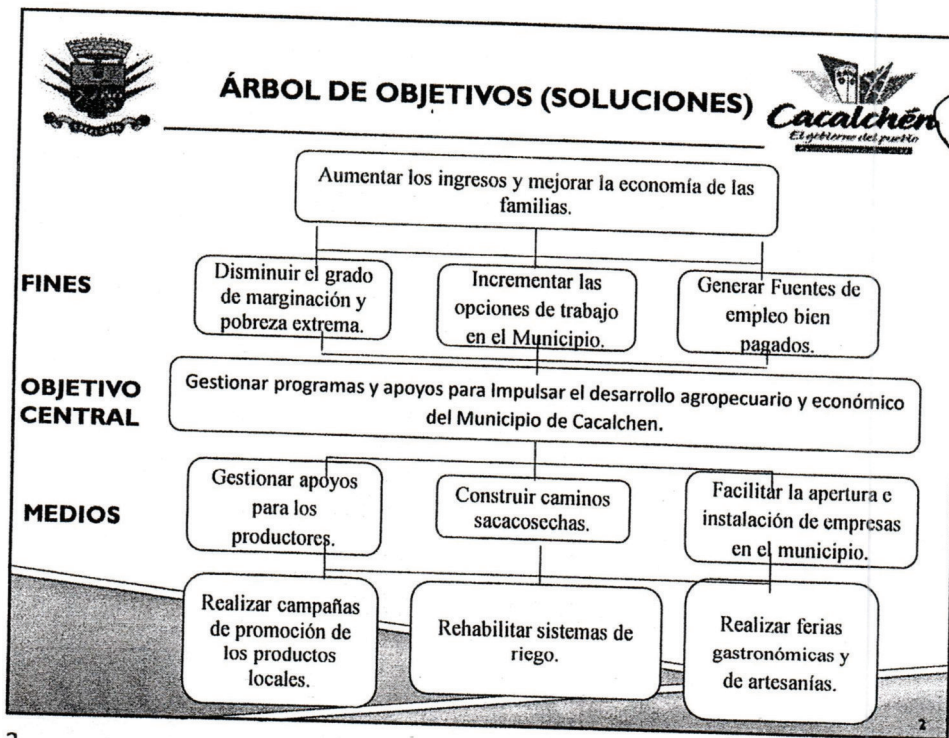 ÁRBOL DE OBJETIVOS (SOLUCIONES)
Cacalchén
El gobierno del pueblo
Aumentar los ingresos y mejorar la economía de las
familias.
FINES
Disminuir el grado
de marginación y
pobreza extrema.
Incrementar las
opciones de trabajo
en el Municipio.
Generar Fuentes de
empleo bien
pagados.
OBJETIVO
CENTRAL
Gestionar programas y apoyos para Impulsar el desarrollo agropecuario y económico
del Municipio de Cacalchen.
MEDIOS
Gestionar apoyos
para los
productores.
Construir caminos
sacacosechas.
Facilitar la apertura e
instalación de empresas
en el municipio.
Realizar campañas
de promoción de
los productos
locales.
Rehabilitar sistemas de
riego.
Realizar ferias
gastronómicas y
de artesanías.
2